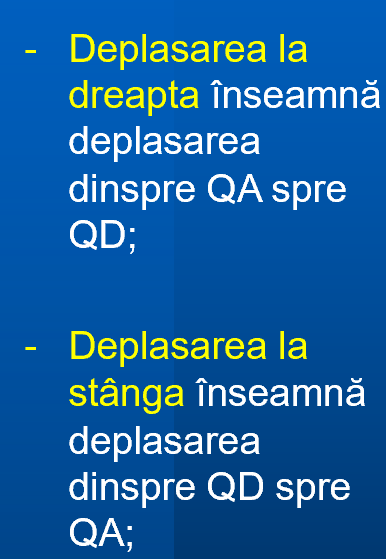 - Deplasarea la
dreapta înseamnă
deplasarea
dinspre QA spre
QD;
- Deplasarea la
stânga înseamnă
deplasarea
dinspre QD spre
QA;